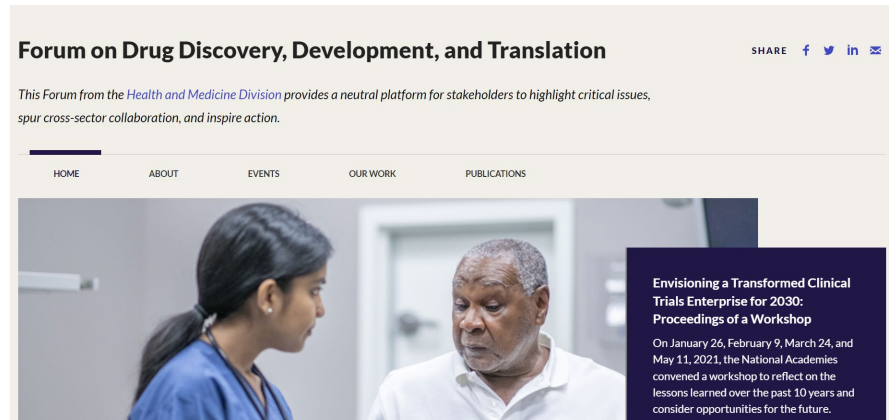 Forum on Drug Discovery, Development, and Translation
SHARE
This Forum from the Health and Medicine Division provides a neutral platform for stakeholders to highlight critical issues,
spur cross-sector collaboration, and inspire action.
HOME ABOUT EVENTS OUR WORK PUBLICATIONS
Envisioning a Transformed Clinical
Trials Enterprise for 2030:
Proceedings of a Workshop
On January 26, February 9, March 24, and
May 11, 2021, the National Academies
convened a workshop to reflect on the
lessons learned over the past 10 years and
consider opportunities for the future.